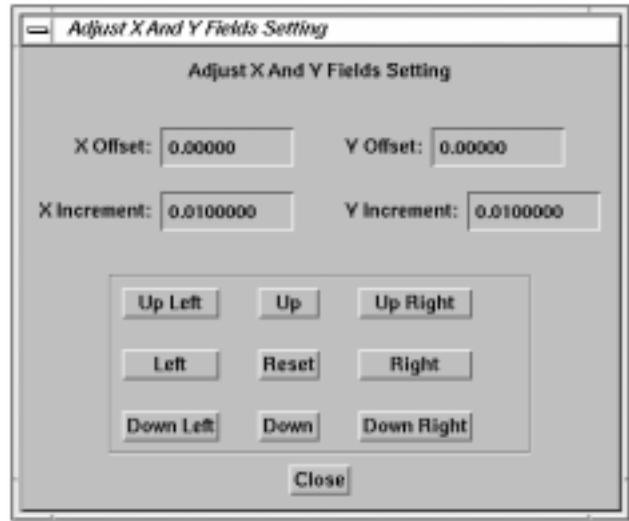 Adjust X And Y Fields Setting
Adjust X And Y Fields Setting
X Offset: 0.00000 Y Offset: 0.00000
X Increment: 0.0100000 Y Increment: 0.0100000
Up Left Up Up Right
Left Reset Right
Down Left Down Down Right
Close